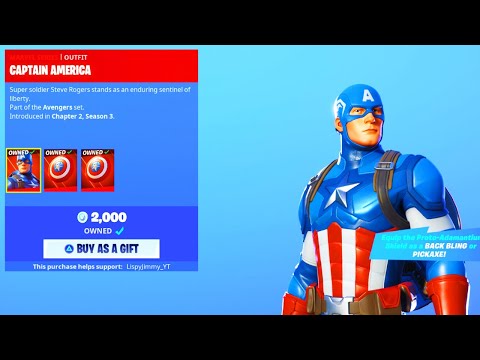 MARVEL SERIES | OUTFIT
CAPTAIN AMERICA
Super soldier Steve Rogers stands as an enduring sentinel of
liberty.
Part of the Avengers set.
Introduced in Chapter 2, Season 3.
OWNED ✓ OWNED ✓ OWNED ✓
2,000
OWNED ✓
BUY AS A GIFT
This purchase helps support: LispyJimmy_YT
A
Equip the Proto-Adamantium
Shield as a BACK BLING or
PICKAXE!